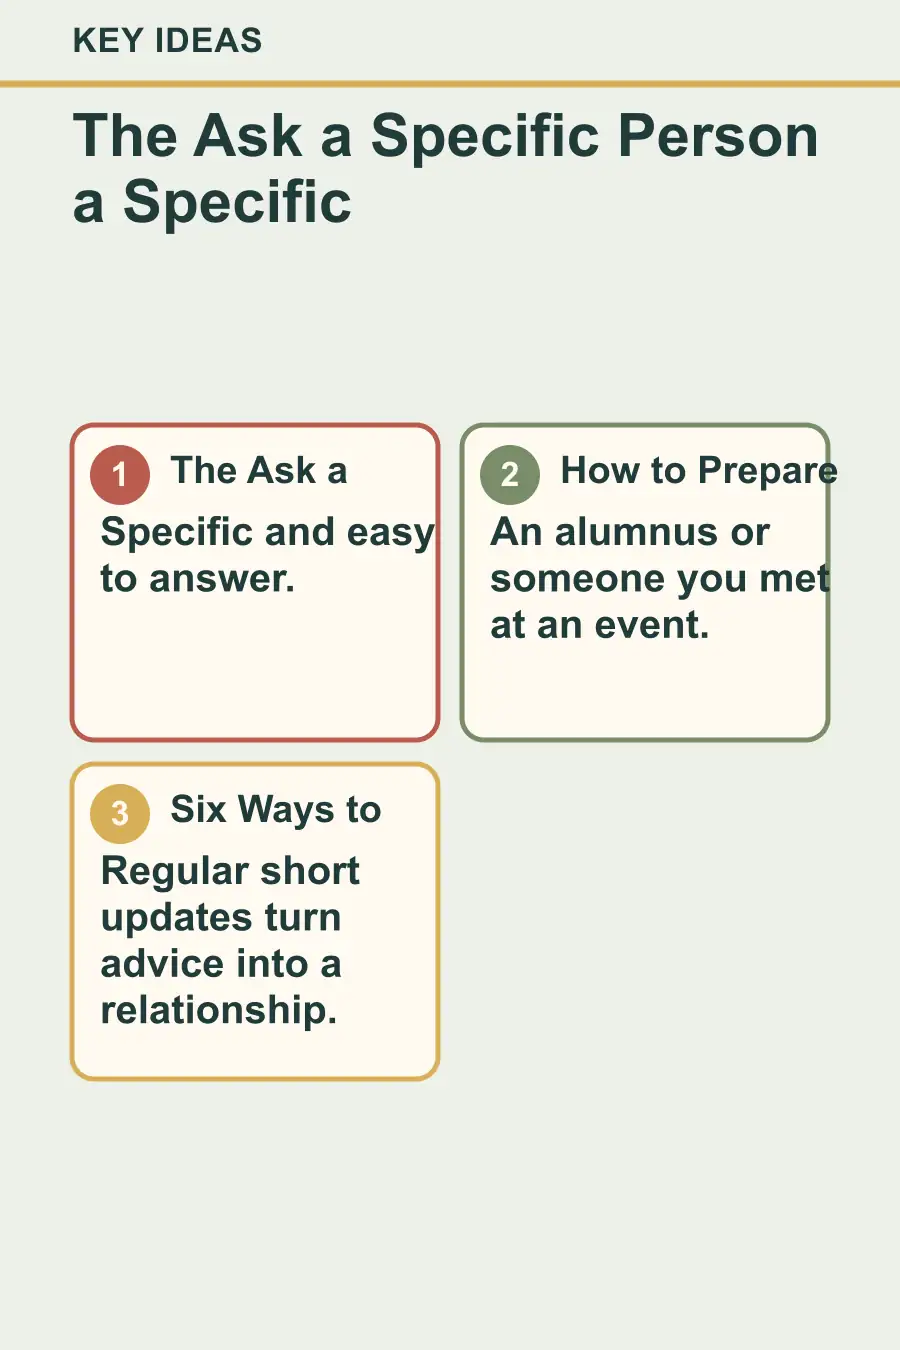 KEY IDEAS
The Ask a Specific Person
a Specific
1 The Ask a
Specific and easy
to answer.
2 How to Prepare
An alumnus or
someone you met
at an event.
3 Six Ways to
Regular short
updates turn
advice into a
relationship.